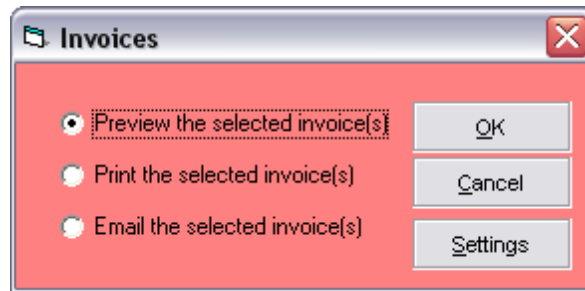 Invoices
Preview the selected invoice(s)
OK
Print the selected invoice(s)
Cancel
Email the selected invoice(s)
Settings